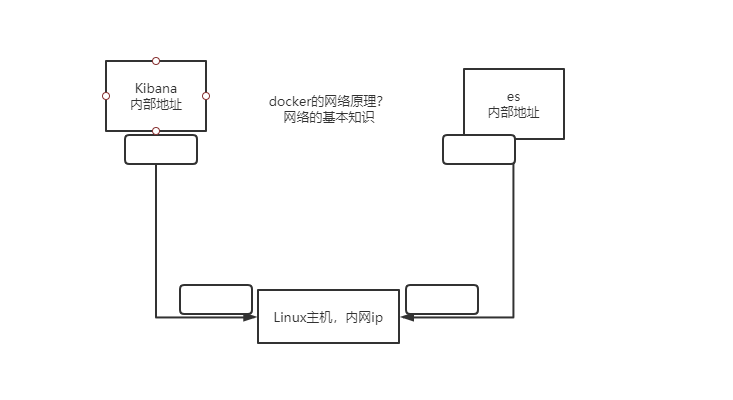 Kibana
内部地址
docker的网络原理?
网络的基本知识
es
内部地址
Linux主机，内网ip